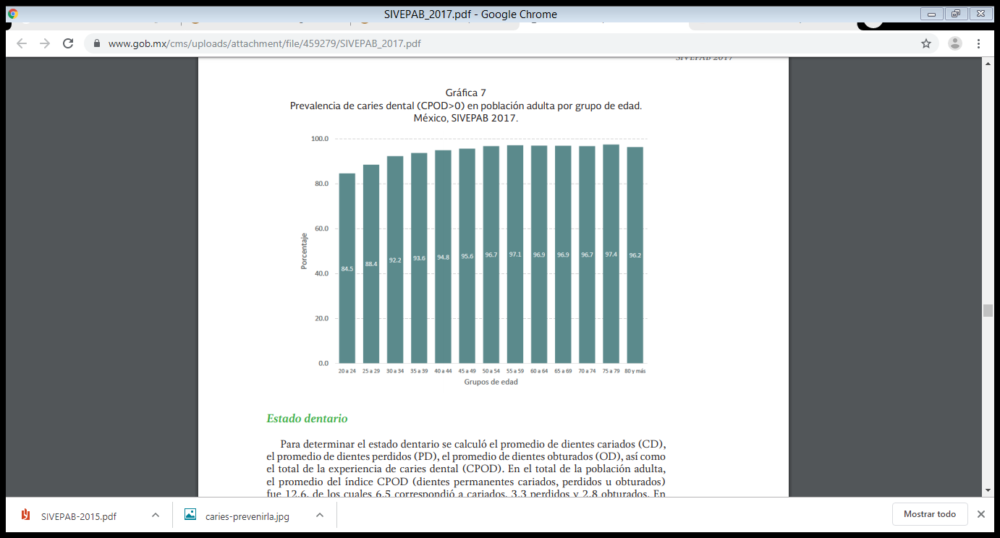 SIVEPAB_2017.pdf - Google Chrome
www.gob.mx/cms/uploads/attachment/file/459279/SIVEPAB_2017.pdf
SIVEPAB 2017
Gráfica 7
Prevalencia de caries dental (CPOD>0) en población adulta por grupo de edad.
México, SIVEPAB 2017.
100.0
80.0
60.0
40.0
20.0
0.0
Porcentaje
84.5 88.4 92.2 93.6 94.8 95.6 96.7 97.1 96.9 96.9 96.7 97.4 96.2
20 a 24 25 a 29 30 a 34 35 a 39 40 a 44 45 a 49 50 a 54 55 a 59 60 a 64 65 a 69 70 a 74 75 a 79 80 y más
Grupos de edad
Estado dentario
Para determinar el estado dentario se calculó el promedio de dientes cariados (CD),
el promedio de dientes perdidos (PD), el promedio de dientes obturados (OD), así como
el total de la experiencia de caries dental (CPOD). En el total de la población adulta,
el promedio del índice CPOD (dientes permanentes cariados, perdidos u obturados)
fue 12.6, de los cuales 6.5 correspondió a cariados, 3.3 perdidos y 2.8 obturados. En
SIVEPAB-2015.pdf
caries-prevenirla.jpg
Mostrar todo